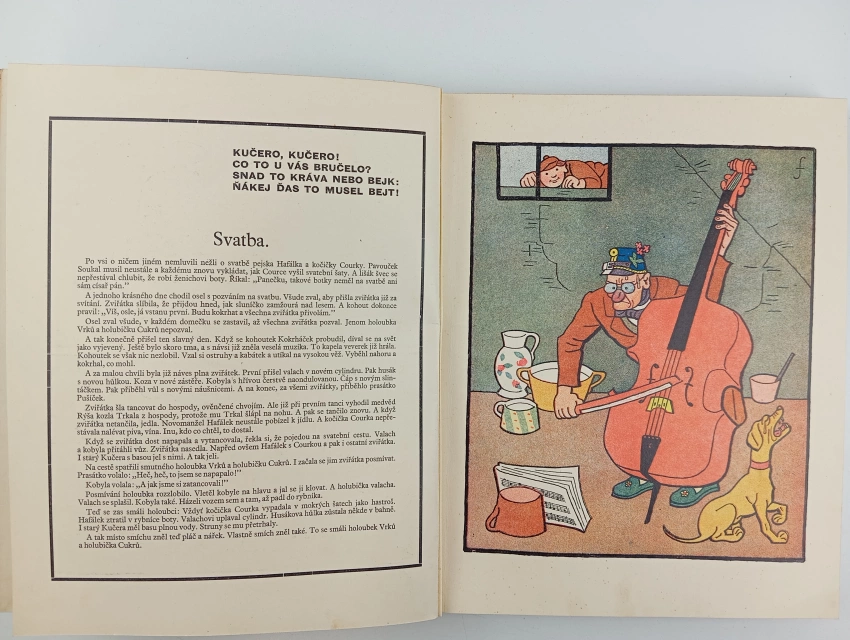 KUČERO, KUČERO!
CO TO U VÁS BRUČELO?
SNAD TO KRÁVA NEBO BEJK:
ŇÁKEJ ĎAS TO MUSEL BEJT!
Svatba.
Po vsi o ničem jiném nemluvili nežli o svatbě pejska Hafálka a kočičky Courky. Pavouček
Soukal musil neustále a každému znovu vykládat, jak Cource vyšil svatební šaty. A lišák švec se
nepřestával chlubit, že robí ženichovi boty. Říkal: „Panečku, takové botky neměl na svatbě ani
sám císař pán.“
A jednoho krásného dne chodil osel s pozváním na svatbu. Všude zval, aby přišla zvířátka již za
svítání. Zvířátka slíbila, že přijdou hned, jak sluníčko zamžourá nad lesem. A kohout dokonce
pravil: „Víš, osle, já vstanu první. Budu kokrhat a všechna zvířátka přivolám.“
Osel zval všude, v každém domečku se zastavil, až všechna zvířátka pozval. Jenom holoubka
Vrků a holubičku Cukrů nepozval.
A tak konečně přišel ten slavný den. Když se kohoutek Kokrháček probudil, díval se na svět
jako vyjevený. Ještě bylo skoro tma, a s návsi již zněla veselá muzika. To kapela veverek již hrála.
Kohoutek se však nic nezlobil. Vzal si ostruhy a kabátek a utíkal na vysokou věž. Vyběhl nahoru a
kokrhal, co mohl.
A za malou chvíli byla již náves plna zvířátek. První přišel valach v novém cylindru. Pak husák
s novou hůlkou. Koza v nové zástěře. Kobyla s hřívou čerstvě naondulovanou. Čáp s novým slin-
táčkem. Pak přiběhl vůl s novými náušnicemi. A na konec, za všemi zvířátky, přiběhlo prasátko
Pušíček.
Zvířátka šla tancovat do hospody, ověnčené chvojím. Ale již při prvním tanci vyhodil medvěd
Rýša kozla Trkala z hospody, protože mu Trkal šlápl na nohu. A pak se tančilo znovu. A když
zvířátka netančila, jedla. Novomanžel Hafálek neustále pobízel k jídlu. A kočička Courka nepře-
stávala nalévat piva, vína. Inu, kdo co chtěl, to dostal.
Když se zvířátka dost napapala a vytancovala, řekla si, že pojedou na svatební cestu. Valach
a kobyla přitáhli vůz. Zvířátka nasedla. Napřed ovšem Hafálek s Courkou a pak i ostatní zvířátka.
I starý Kučera s basou jel s nimi. A tak jeli.
Na cestě spatřili smutného holoubka Vrků a holubičku Cukrů. I začala se jim zvířátka posmívat.
Prasátko volalo: „Heč, heč, to jsem se napapalo!“
Kobyla volala: „A jak jsme si zatancovali!“
Posmívání holoubka rozzlobilo. Vletěl kobyle na hlavu a jal se ji klovat. A holubička valacha.
Valach se splašil. Kobyla také. Házeli vozem sem a tam, až padli do rybníka.
Teď se zas smáli holoubci: Vždyť kočička Courka vypadala v mokrých šatech jako hastroš.
Hafálek ztratil v rybníce boty. Valachovi uplaval cylindr. Husákova hůlka zůstala někde v bahně.
I starý Kučera měl basu plnou vody. Struny se mu přetrhaly.
A tak místo smíchu zněl teď pláč a nářek. Vlastně smích zněl také. To se smáli holoubek Vrků
a holubička Cukrů.